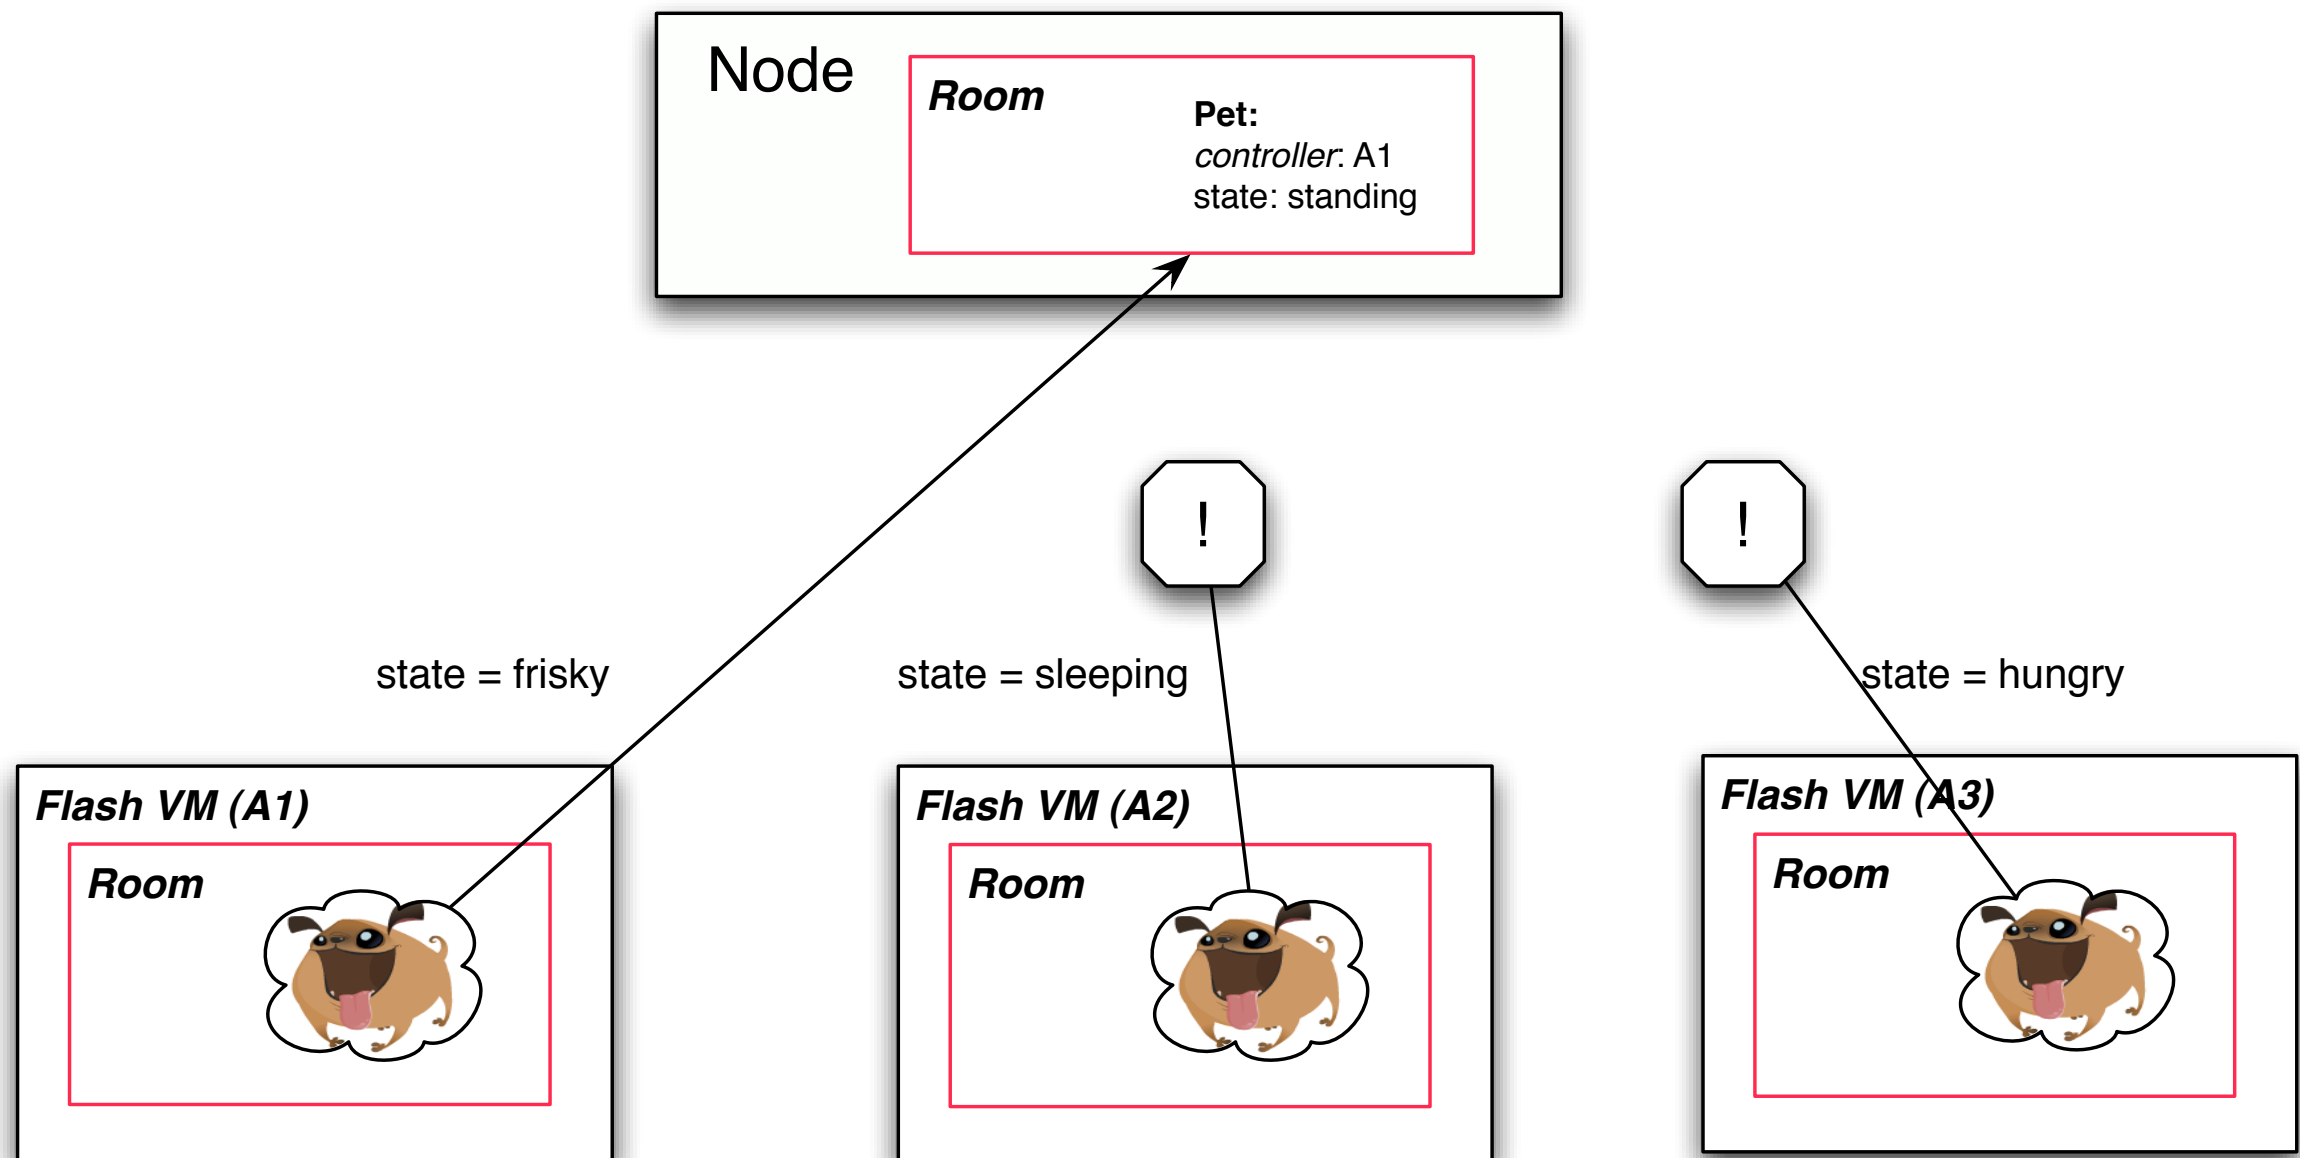 Node
Room
Pet:
controller: A1
state: standing
!
!
state = frisky
state = sleeping
state = hungry
Flash VM (A1)
Room
Flash VM (A2)
Room
Flash VM (A3)
Room